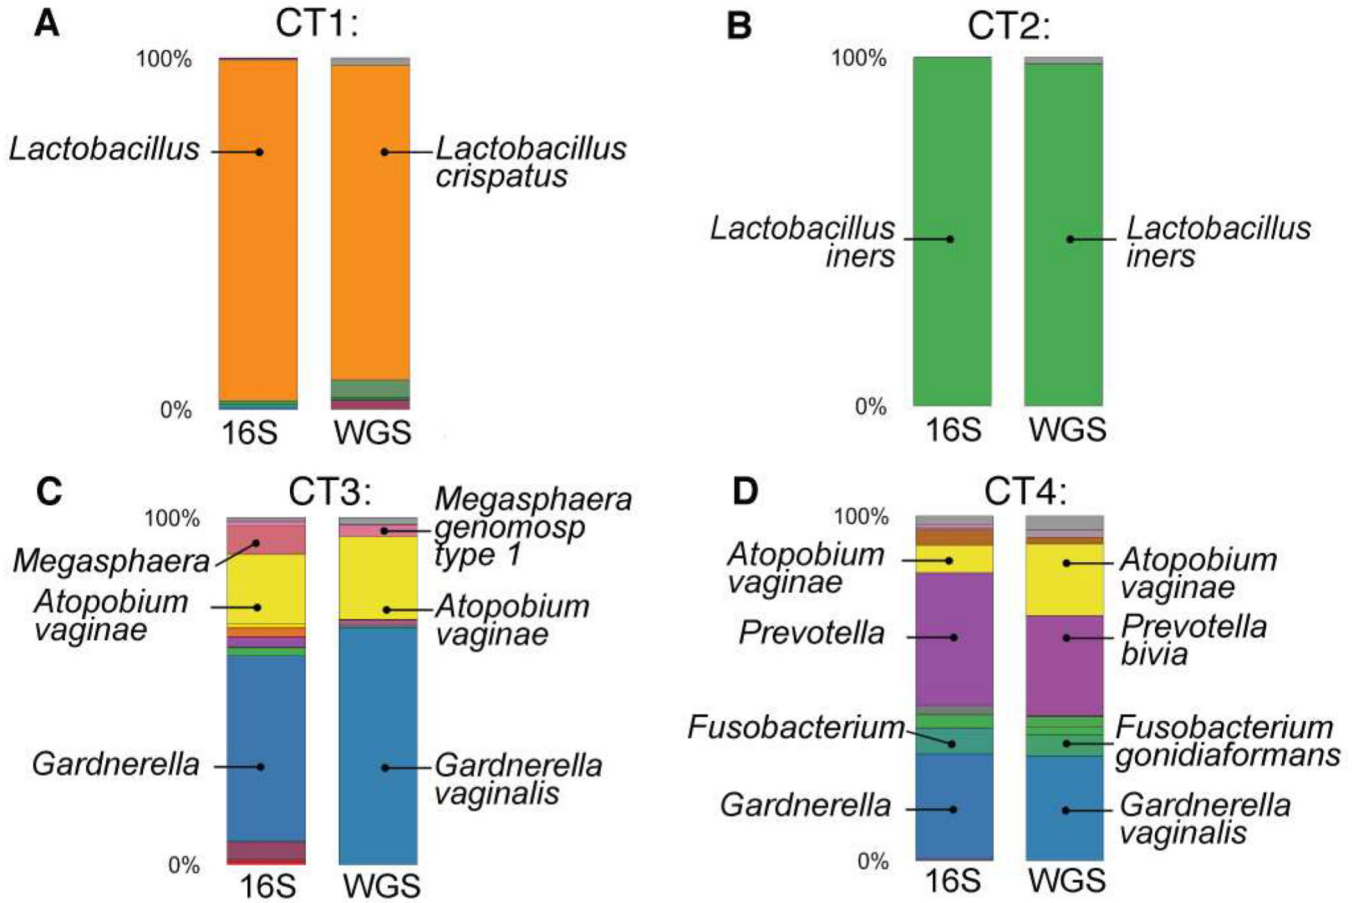 A
CT1:
100%
Lactobacillus
Lactobacillus
crispatus
0%
16S
WGS
B
CT2:
100%
Lactobacillus
iners
Lactobacillus
iners
0%
16S
WGS
C
CT3:
100%
Megasphaera
Atopobium
vaginae
Gardnerella
Megasphaera
genomosp
type 1
Atopobium
vaginae
Gardnerella
vaginalis
0%
16S
WGS
D
CT4:
100%
Atopobium
vaginae
Prevotella
Fusobacterium
Gardnerella
Atopobium
vaginae
Prevotella
bivia
Fusobacterium
gonidiaformans
Gardnerella
vaginalis
0%
16S
WGS